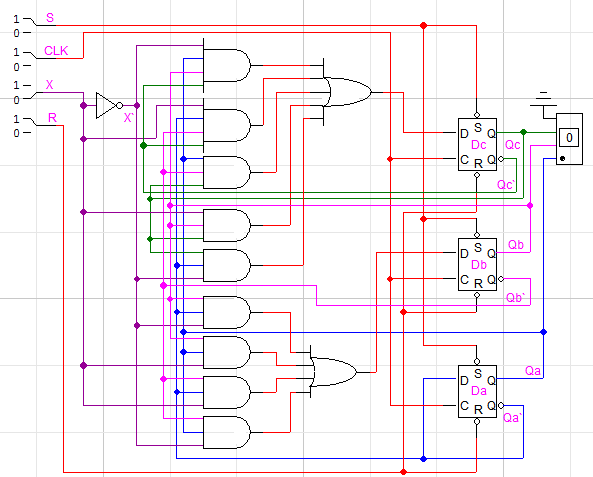 1 S
0
1 CLK
0
1 X
0
X`
1 R
0
D S Q Qc
Dc
C R Q
Qc`
0
D S Q Qb
Db
C R Q
Qb`
D S Q Qa
Da
C R Q
Qa`